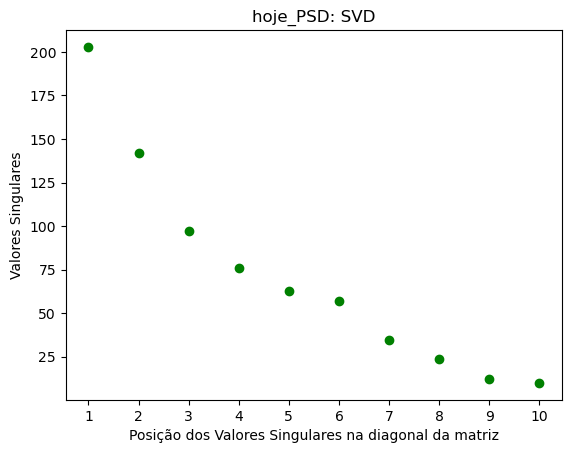 hoje_PSD: SVD
Valores Singulares
200
175
150
125
100
75
50
25
1 2 3 4 5 6 7 8 9 10
Posição dos Valores Singulares na diagonal da matriz